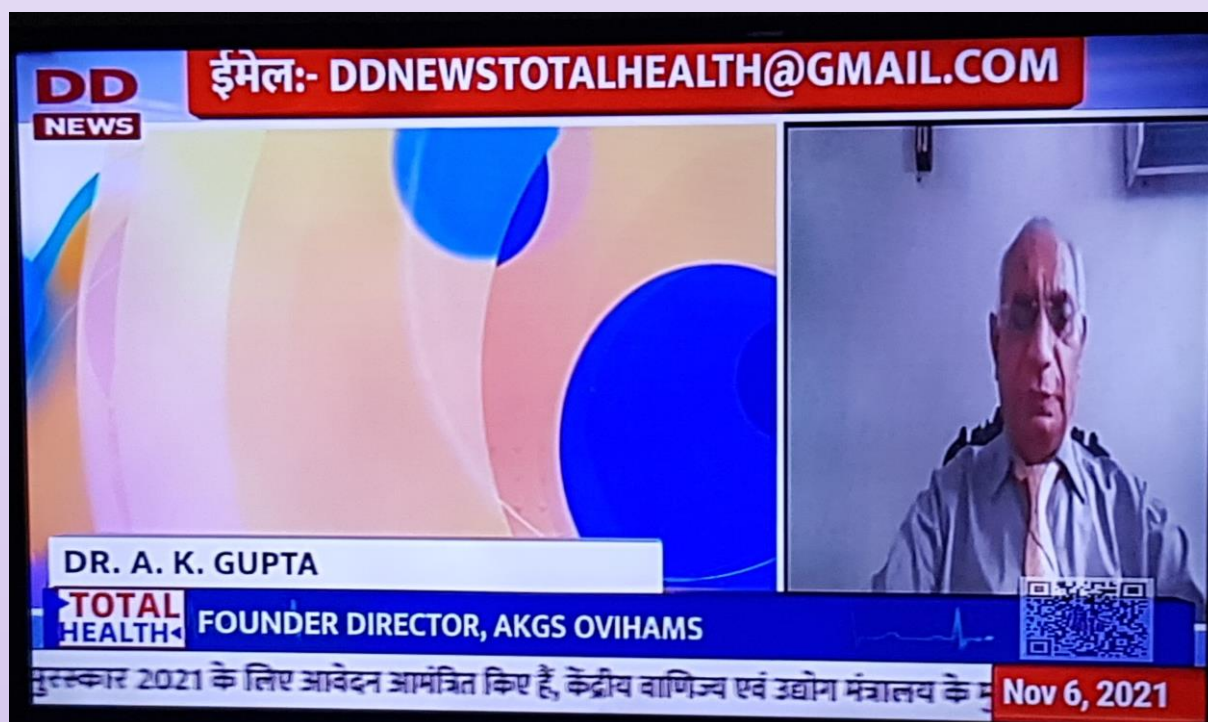 ईमेल:- DDNEWSTOTALHEALTH@GMAIL.COM
DD
NEWS
DR. A. K. GUPTA
TOTAL
HEALTH
FOUNDER DIRECTOR, AKGS OVIHAMS
पुरस्कार 2021 के लिए आवेदन आमंत्रित किए हैं, केंद्रीय वाणिज्य एवं उद्योग मंत्रालय के
Nov 6, 2021